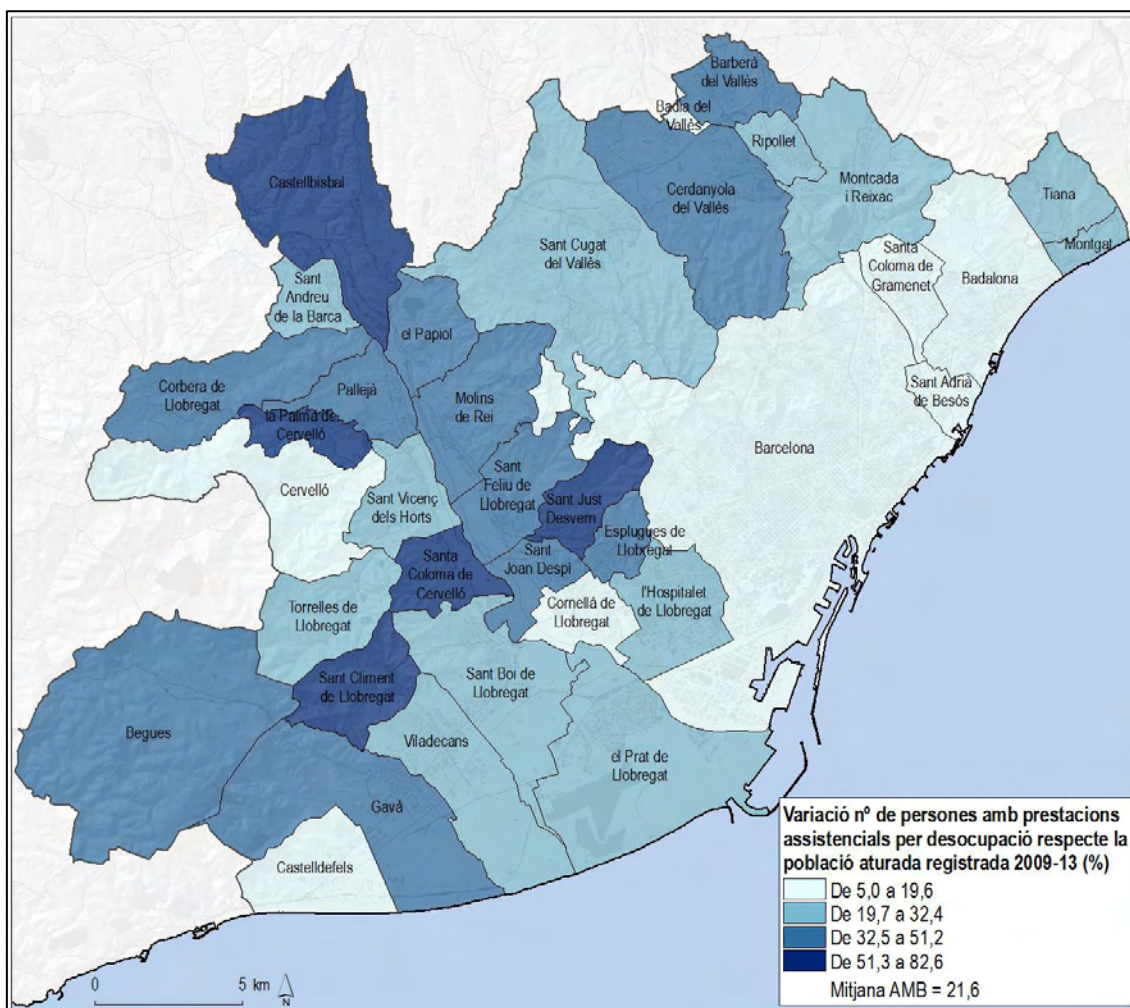 Barberà
del Vallès
Badia del
Vallès
Ripollet
Castellbisbal
Cerdanyola
del Vallès
Montcada
i Reixac
Tiana
Montgat
Sant Cugat
del Vallès
Santa
Coloma de
Gramenet
Badalona
Sant
Andreu
de la Barca
el Papiol
Corbera de
Llobregat
Pallejà
Molins
de Rei
Sant Adrià
de Besòs
la Palma de
Cervelló
Barcelona
Cervelló
Sant Vicenç
dels Horts
Sant
Feliu de
Llobregat
Sant Just
Desvern
Esplugues de
Llobregat
Santa
Coloma de
Cervelló
Sant
Joan Despí
l'Hospitalet
de Llobregat
Torrelles de
Llobregat
Cornellà de
Llobregat
Sant Climent
de Llobregat
Sant Boi de
Llobregat
Begues
Viladecans
el Prat de
Llobregat
Gavà
Castelldefels
Variació nº de persones amb prestacions
assistencials per desocupació respecte la
població aturada registrada 2009-13 (%)
De 5,0 a 19,6
De 19,7 a 32,4
De 32,5 a 51,2
De 51,3 a 82,6
Mitjana AMB = 21,6
0 5 km
N